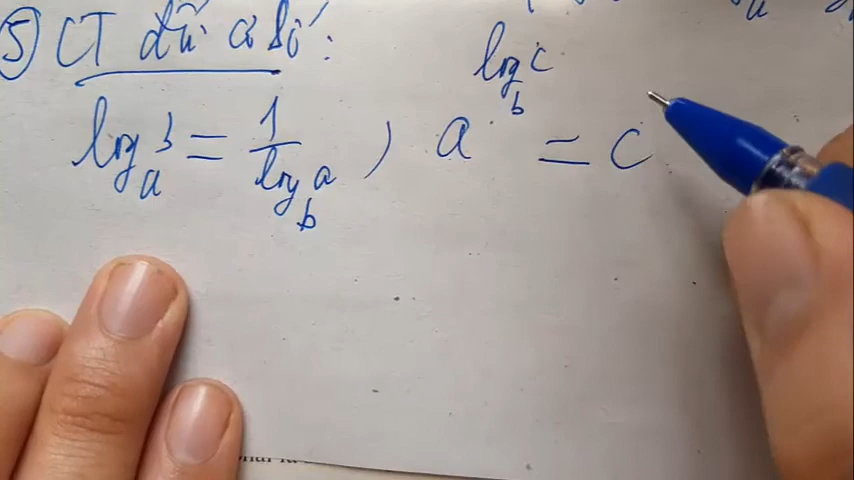 ⑤ CT đổi cơ số:
log_a b = 1/log_b a , a^{log_b c} = c